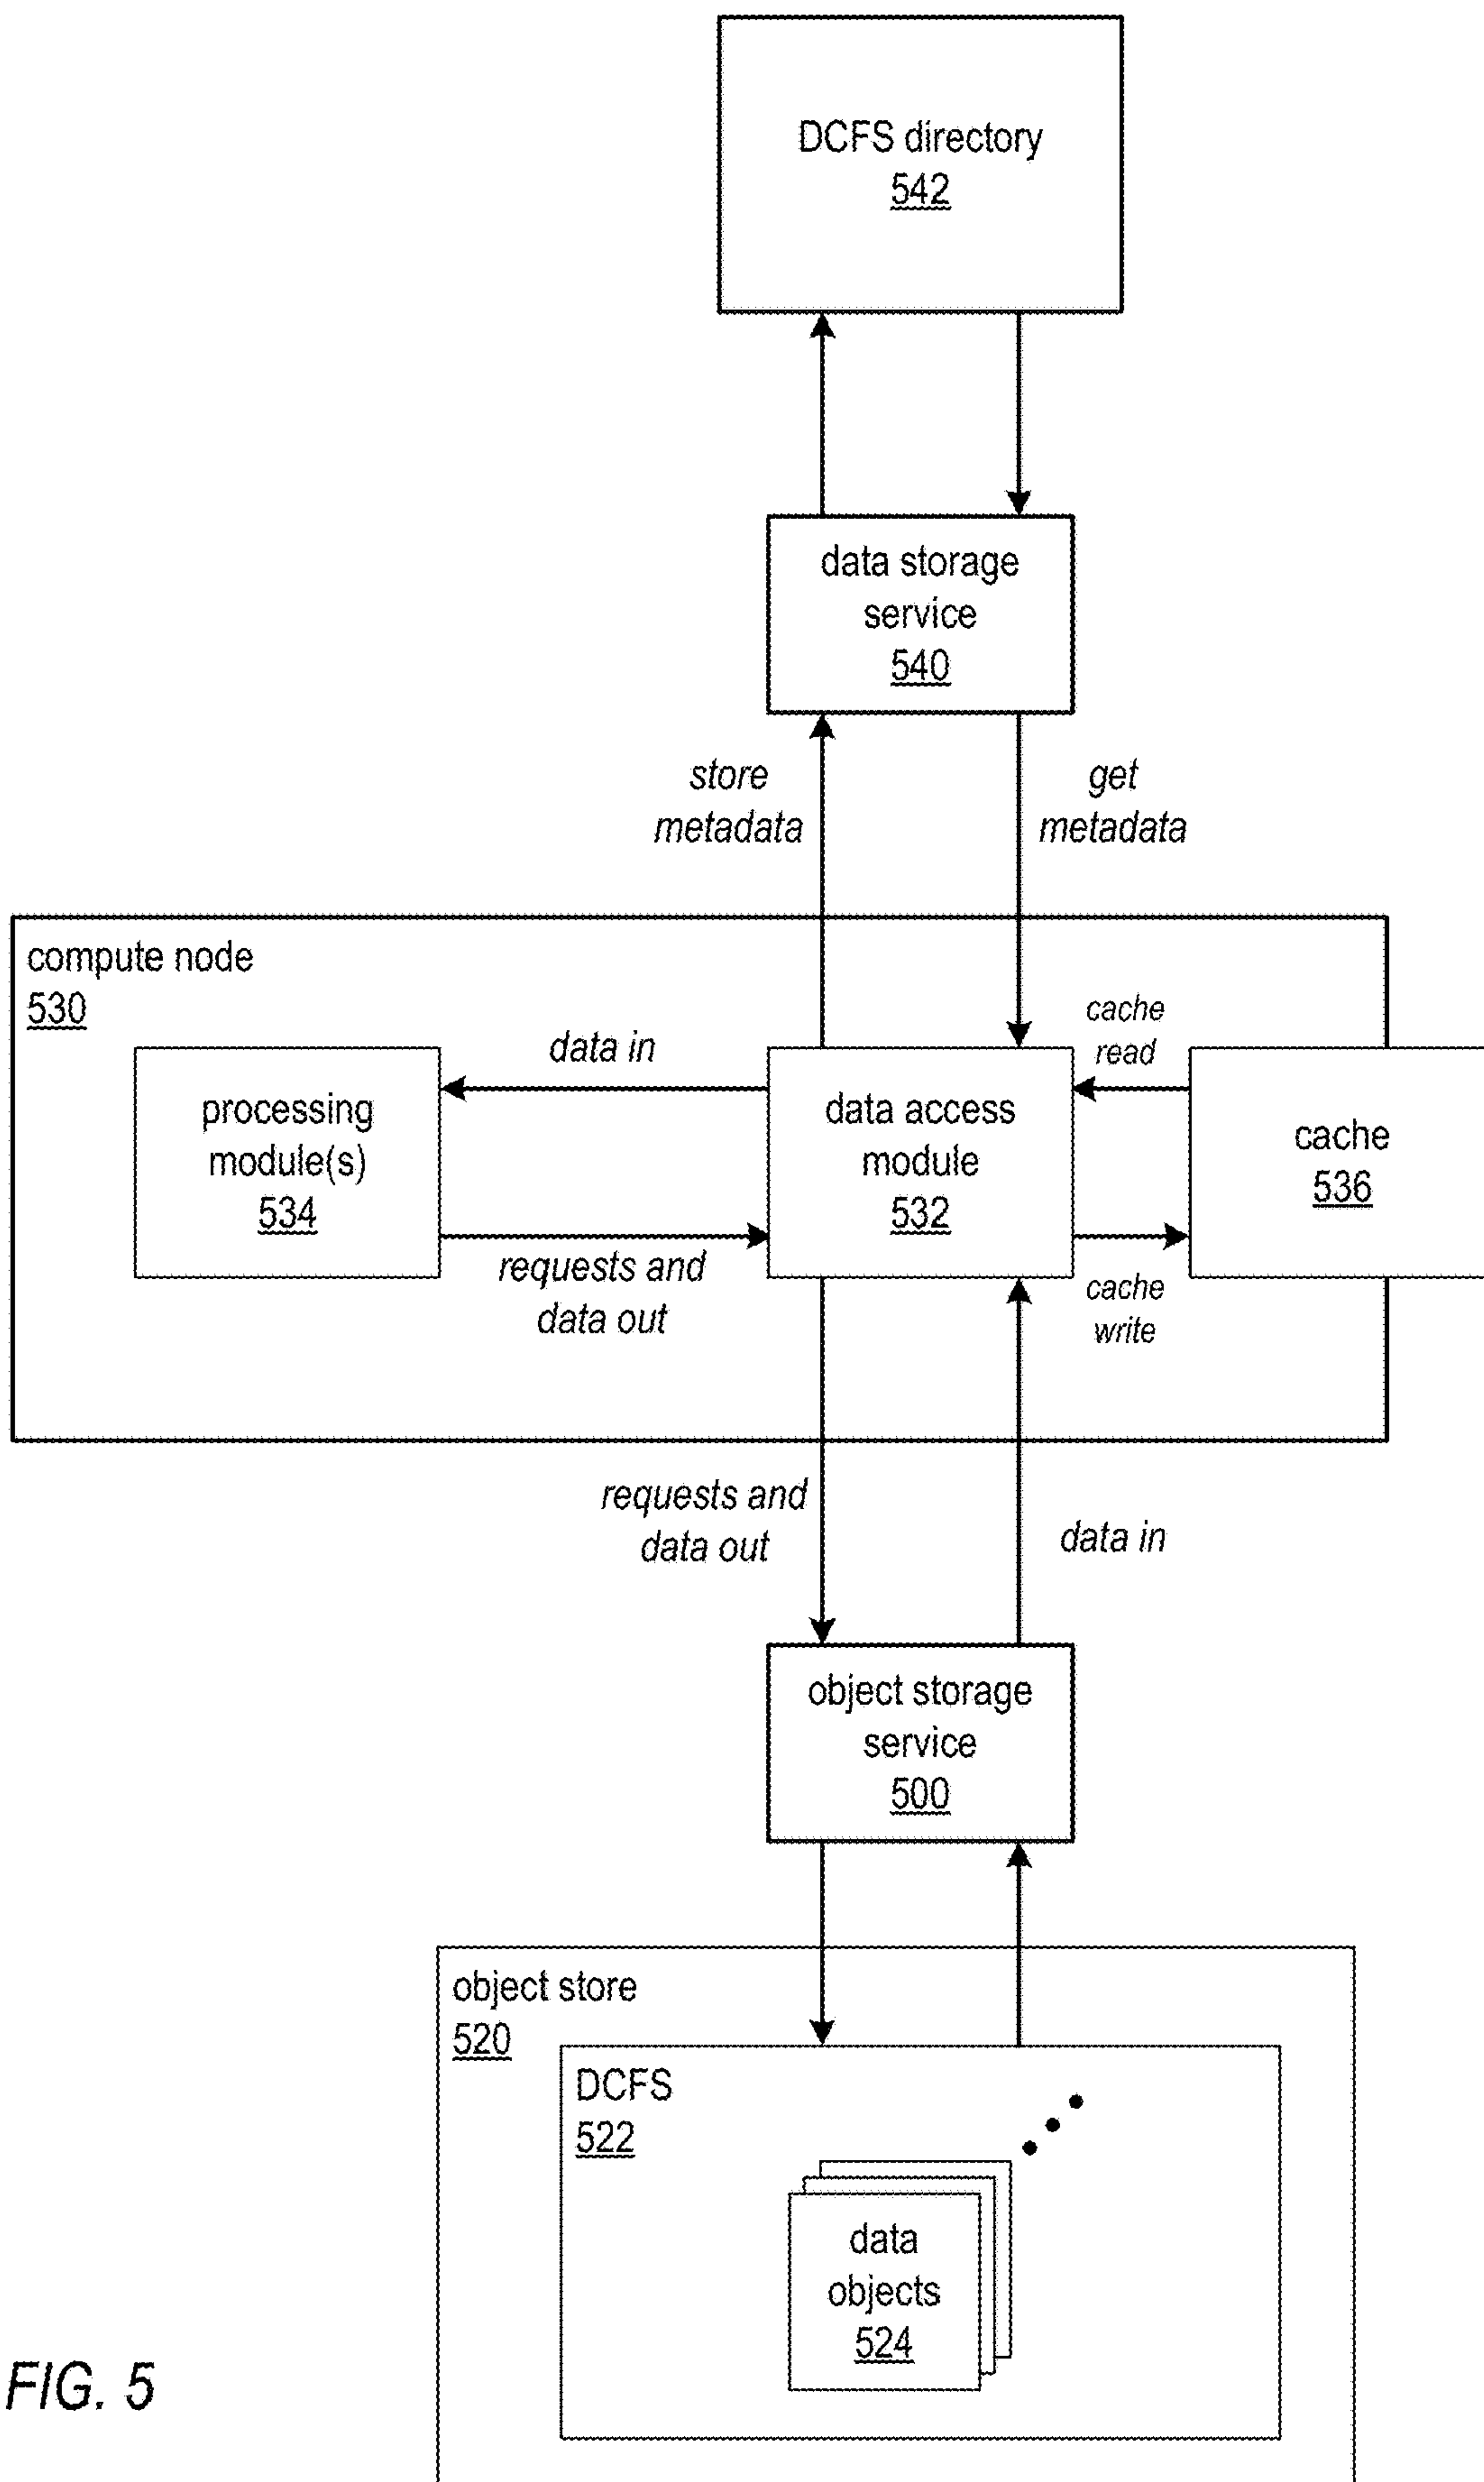 DCFS directory
542
data storage
service
540
store
metadata
get
metadata
compute node
530
data in
cache
read
processing
module(s)
534
data access
module
532
cache
536
requests and
data out
cache
write
requests and
data out
data in
object storage
service
500
object store
520
DCFS
522
data
objects
524
FIG. 5